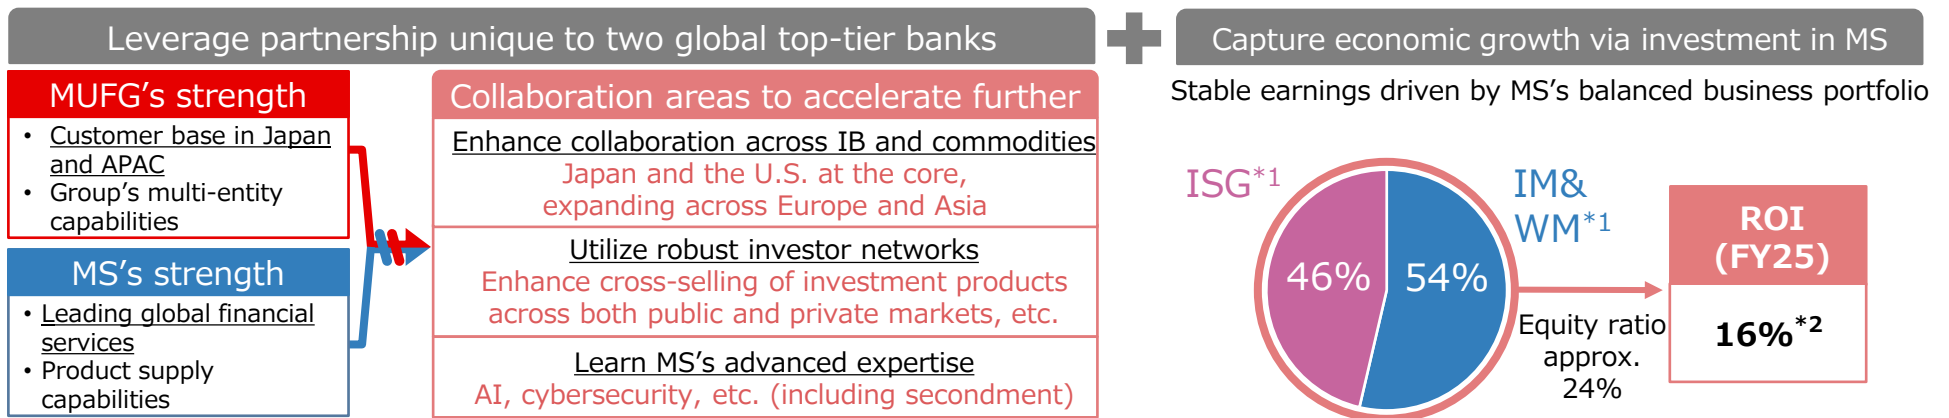 Leverage partnership unique to two global top-tier banks
Capture economic growth via investment in MS
MUFG's strength
• Customer base in Japan
and APAC
• Group's multi-entity
capabilities
MS's strength
• Leading global financial
services
• Product supply
capabilities
Collaboration areas to accelerate further
Enhance collaboration across IB and commodities
Japan and the U.S. at the core,
expanding across Europe and Asia
Utilize robust investor networks
Enhance cross-selling of investment products
across both public and private markets, etc.
Learn MS's advanced expertise
AI, cybersecurity, etc. (including secondment)
Stable earnings driven by MS's balanced business portfolio
ISG*1
46%
54%
IM&
WM*1
Equity ratio
approx.
24%
ROI
(FY25)
16%*2